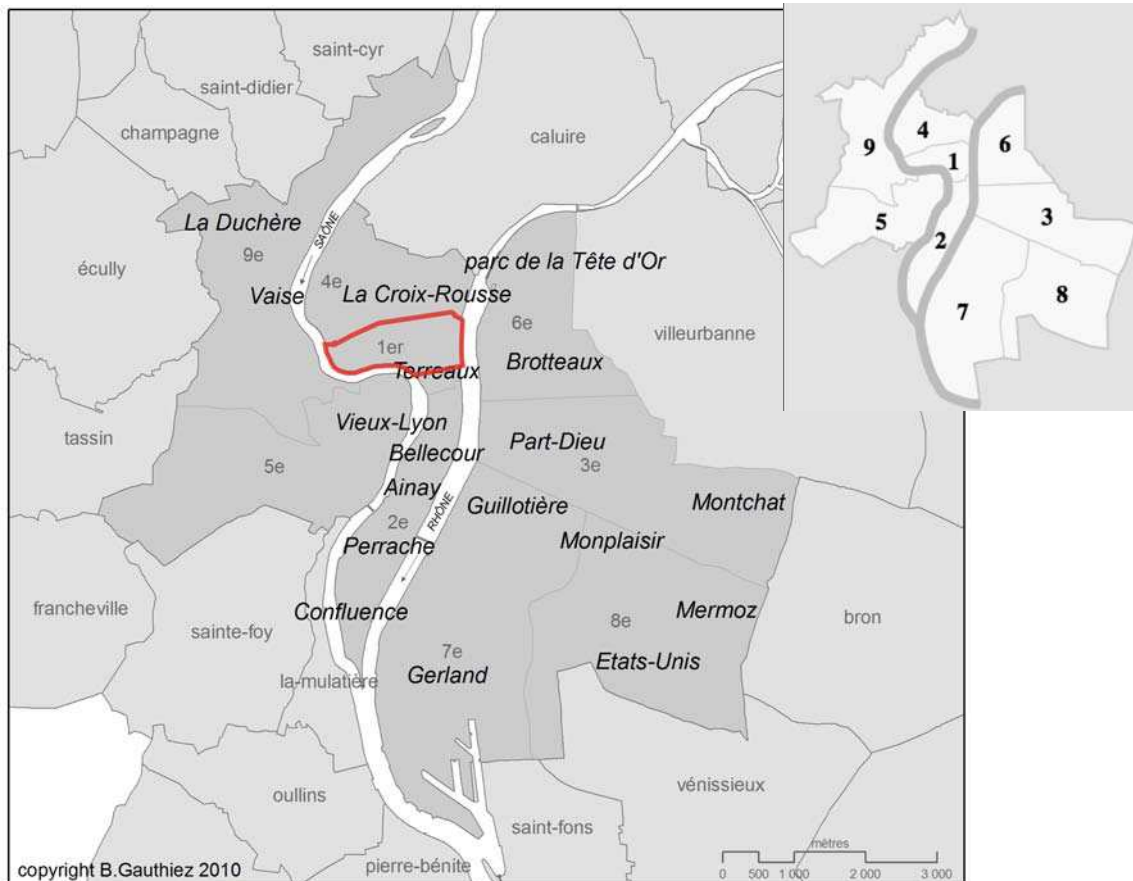 saint-cyr
saint-didier
champagne
caluire
4
9
1
6
5
3
2
7
8
La Duchère
SAÔNE
9e
4e
parc de la Tête d'Or
écully
Vaise
La Croix-Rousse
6e
villeurbanne
1er
Terreaux
Brotteaux
Vieux-Lyon
tassin
Part-Dieu
Bellecour
5e
3e
Ainay
Guillotière
Montchat
RHÔNE
2e
Perrache
Monplaisir
francheville
Confluence
Mermoz
bron
sainte-foy
8e
7e
Etats-Unis
la-mulatière
Gerland
vénissieux
oullins
saint-fons
mètres
copyright B.Gauthiez 2010
pierre-bénite
0 500 1 000 2 000 3 000